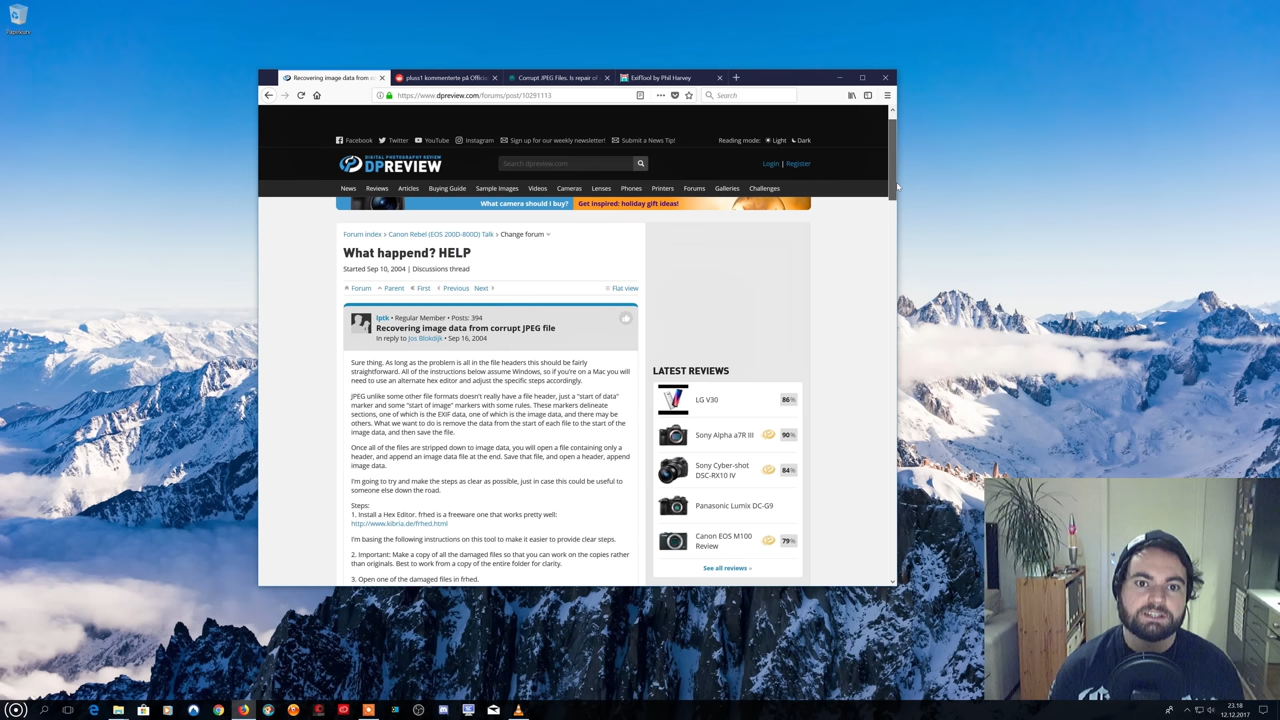 Papirkurv
Recovering image data from co
pluss1 kommenterte på Officia
Corrupt JPEG Files. Is repair of
ExifTool by Phil Harvey
https://www.dpreview.com/forums/post/10291113
Search
Facebook Twitter YouTube Instagram Sign up for our weekly newsletter! Submit a News Tip!
Reading mode: Light Dark
DIGITAL PHOTOGRAPHY REVIEW
DPREVIEW
Search dpreview.com
Login | Register
News Reviews Articles Buying Guide Sample Images Videos Cameras Lenses Phones Printers Forums Galleries Challenges
What camera should I buy? Get inspired: holiday gift ideas!
Forum index > Canon Rebel (EOS 200D-800D) Talk > Change forum
What happend? HELP
Started Sep 10, 2004 | Discussions thread
Forum Parent First Previous Next Flat view
lptk • Regular Member • Posts: 394
Recovering image data from corrupt JPEG file
In reply to Jos Blokdijk • Sep 16, 2004
Sure thing. As long as the problem is all in the file headers this should be fairly
straightforward. All of the instructions below assume Windows, so if you're on a Mac you will
need to use an alternate hex editor and adjust the specific steps accordingly.
JPEG unlike some other file formats doesn't really have a file header, just a "start of data"
marker and some "start of image" markers with some rules. These markers delineate
sections, one of which is the EXIF data, one of which is the image data, and there may be
others. What we want to do is remove the data from the start of each file to the start of the
image data, and then save the file.
Once all of the files are stripped down to image data, you will open a file containing only a
header, and append an image data file at the end. Save that file, and open a header, append
image data.
I'm going to try and make the steps as clear as possible, just in case this could be useful to
someone else down the road.
Steps:
1. Install a Hex Editor. frhed is a freeware one that works pretty well:
http://www.kibria.de/frhed.html
I'm basing the following instructions on this tool to make it easier to provide clear steps.
2. Important: Make a copy of all the damaged files so that you can work on the copies rather
than originals. Best to work from a copy of the entire folder for clarity.
3. Open one of the damaged files in frhed.
LATEST REVIEWS
LG V30 86%
Sony Alpha a7R III 90%
Sony Cyber-shot
DSC-RX10 IV 84%
Panasonic Lumix DC-G9
Canon EOS M100
Review 79%
See all reviews »
23.18
12.12.2017